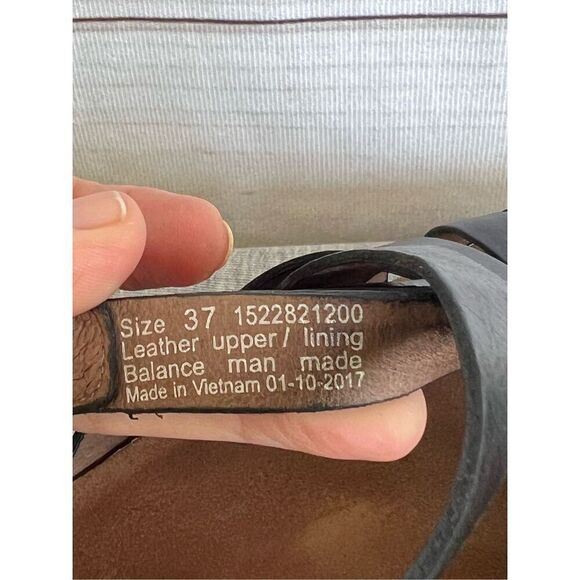 Size 37 1522821200
Leather upper/ lining
Balance man made
Made in Vietnam 01-10-2017